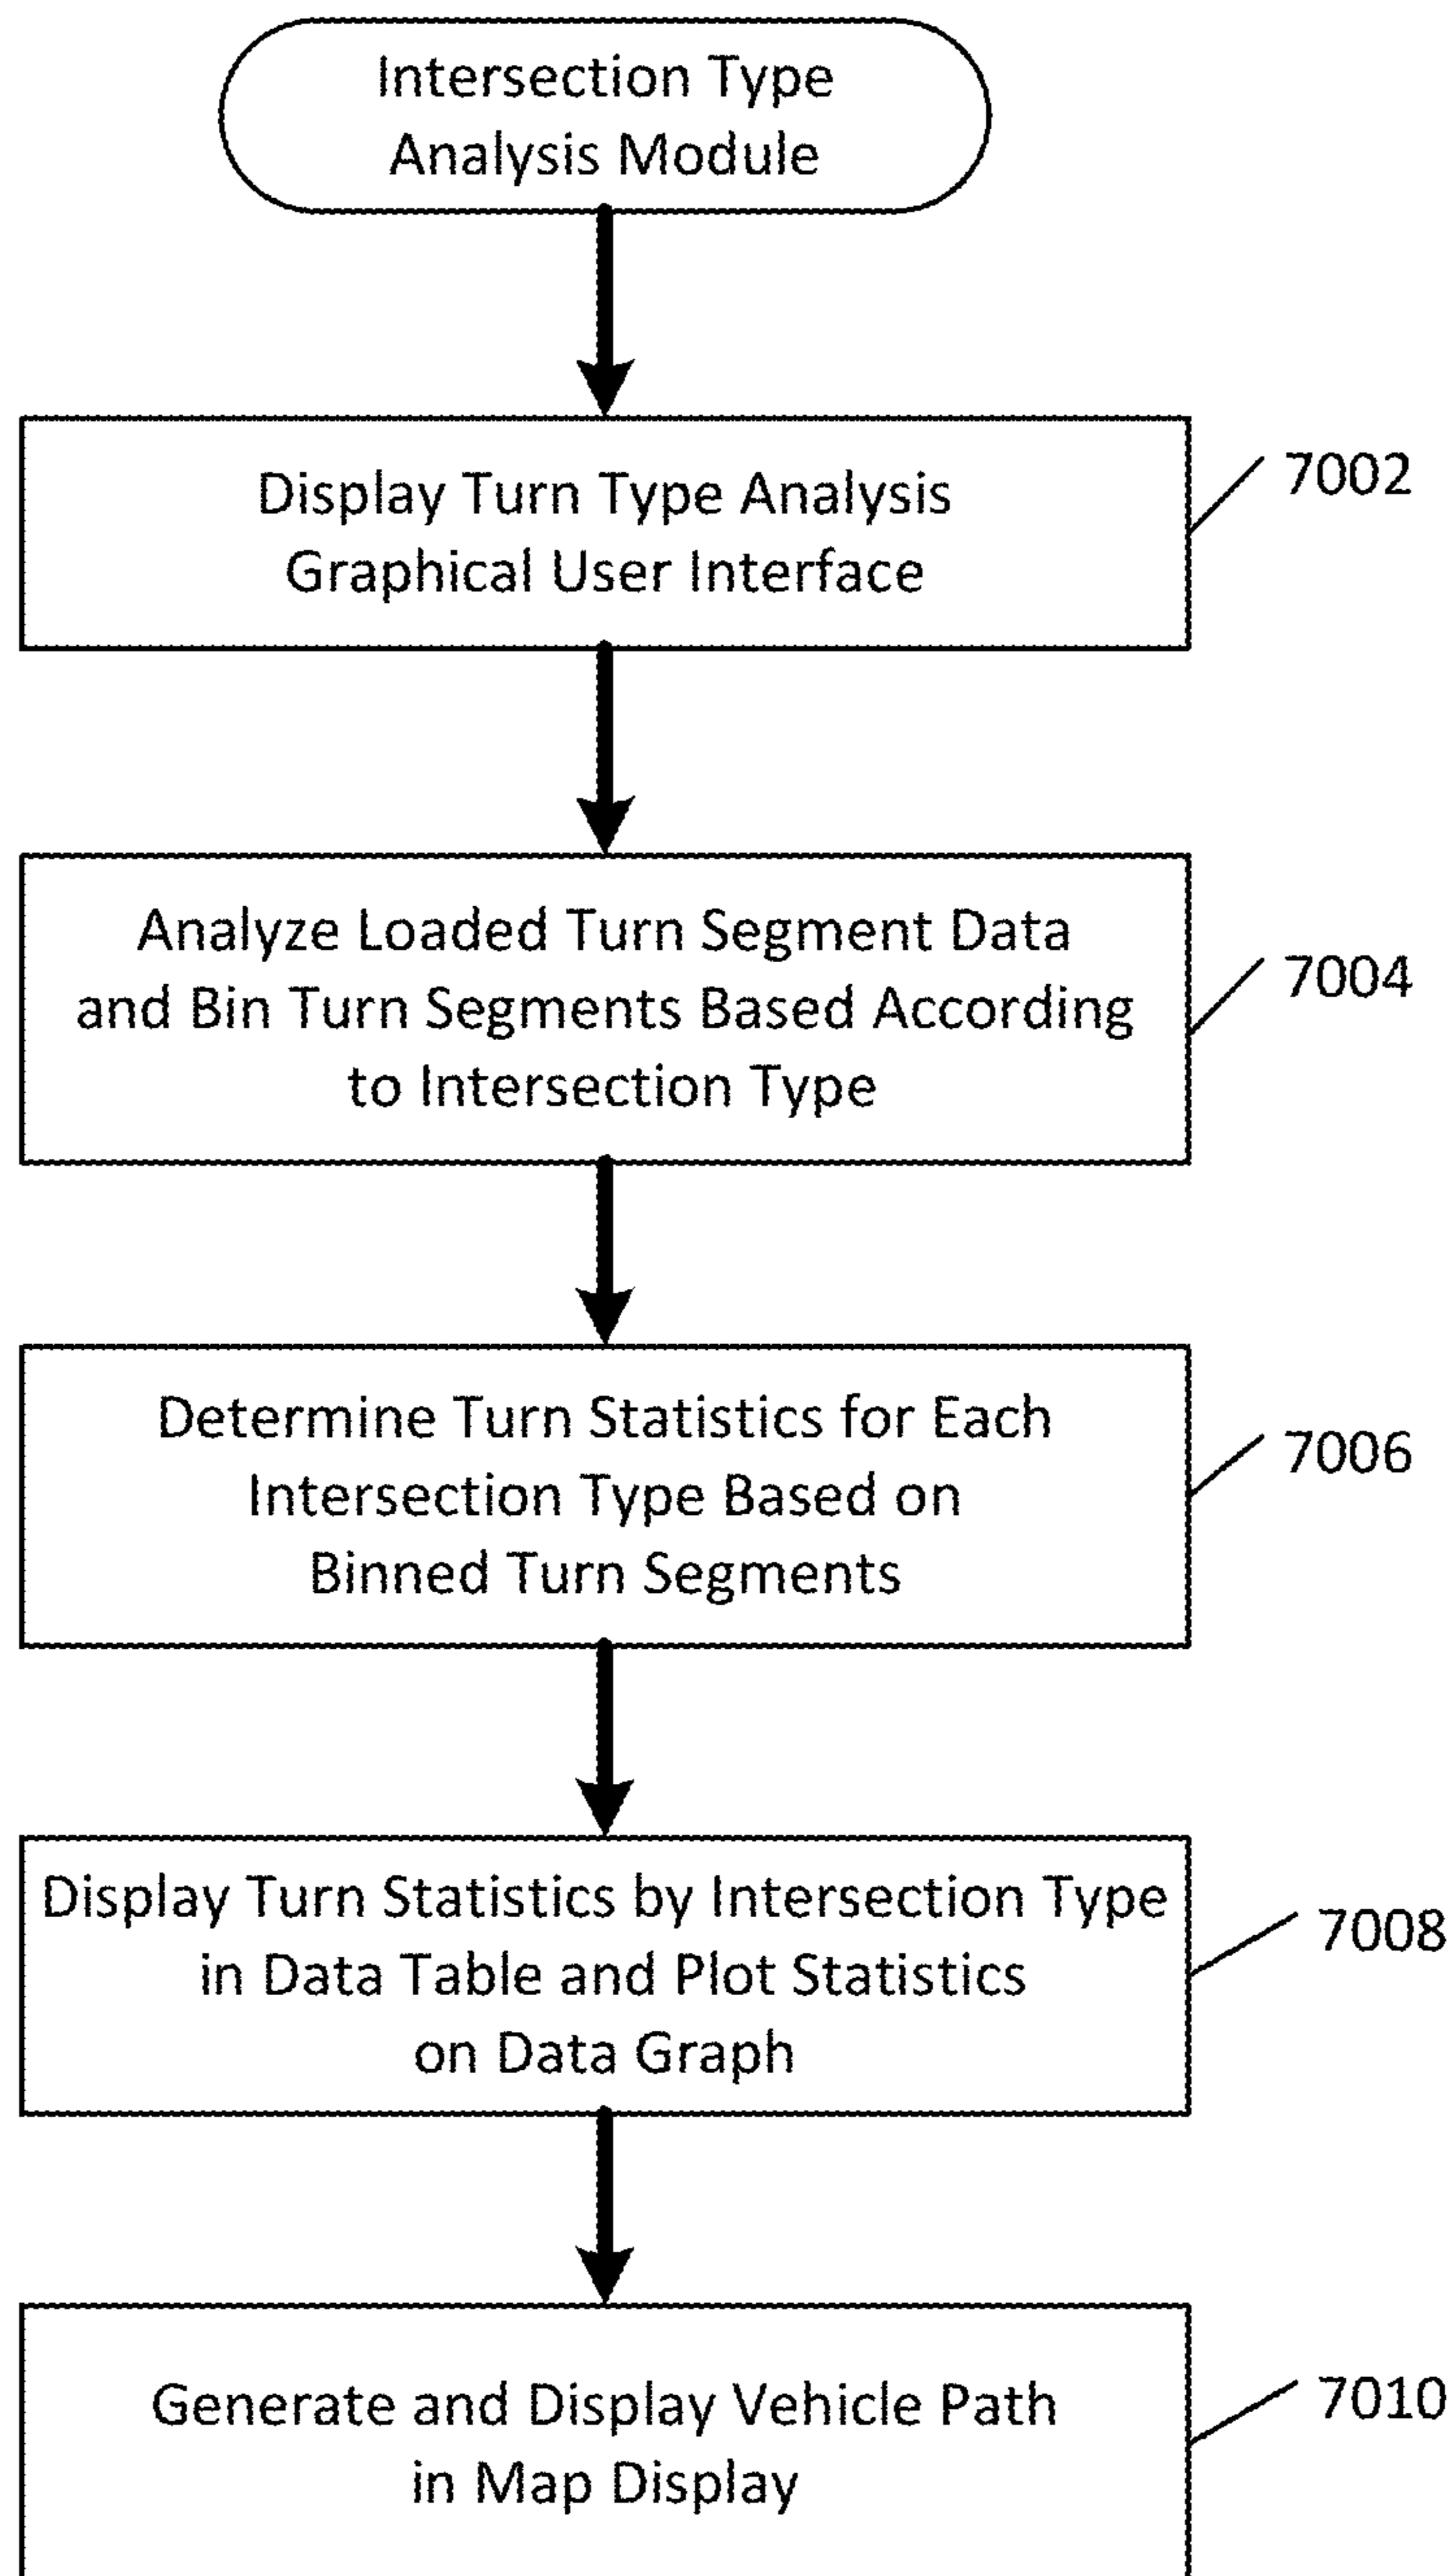 Intersection Type
Analysis Module
Display Turn Type Analysis
Graphical User Interface
7002
Analyze Loaded Turn Segment Data
and Bin Turn Segments Based According
to Intersection Type
7004
Determine Turn Statistics for Each
Intersection Type Based on
Binned Turn Segments
7006
Display Turn Statistics by Intersection Type
in Data Table and Plot Statistics
on Data Graph
7008
Generate and Display Vehicle Path
in Map Display
7010